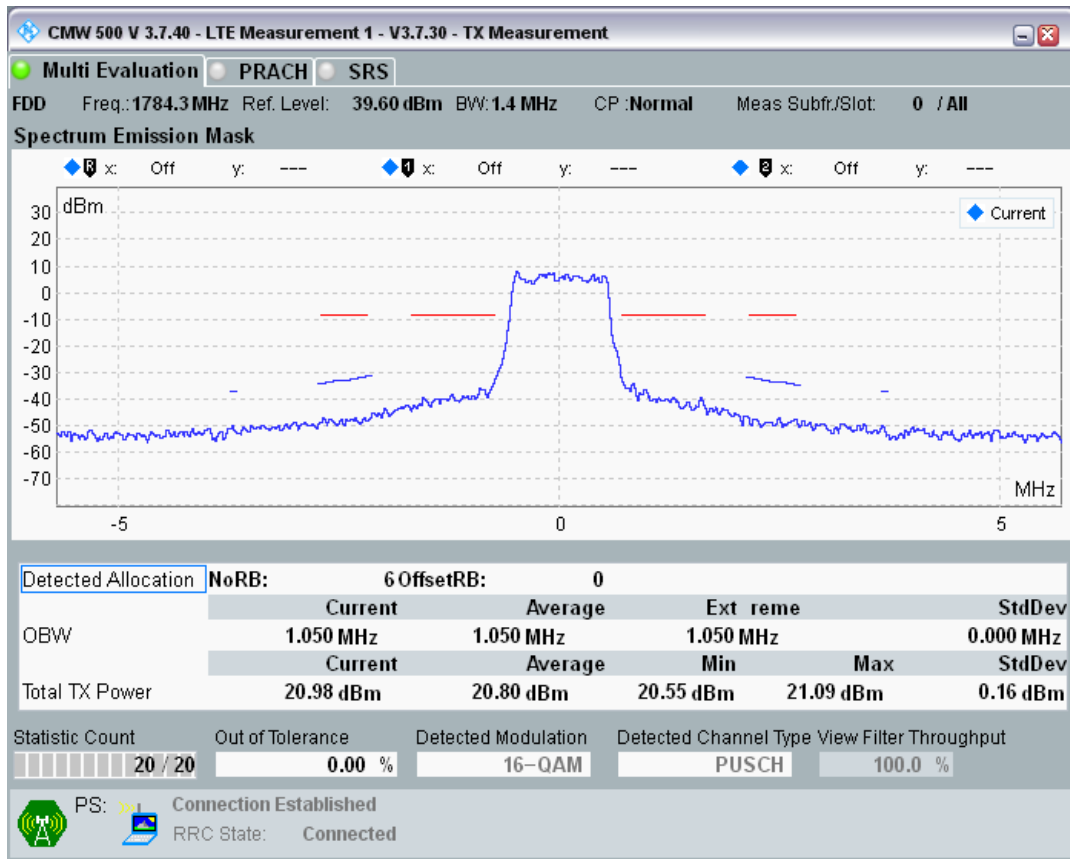 CMW 500 V 3.7.40 - LTE Measurement 1 - V3.7.30 - TX Measurement
Multi Evaluation PRACH SRS
FDD Freq.: 1784.3 MHz Ref. Level: 39.60 dBm BW: 1.4 MHz CP : Normal Meas Subfr./Slot: 0 / All
Spectrum Emission Mask
R x: Off y: --- 1 x: Off y: --- 2 x: Off y: ---
dBm
Current
30
20
10
0
-10
-20
-30
-40
-50
-60
-70
MHz
-5 0 5
Detected Allocation NoRB: 6 OffsetRB: 0
Current Average Ext reme StdDev
OBW 1.050 MHz 1.050 MHz 1.050 MHz 0.000 MHz
Current Average Min Max StdDev
Total TX Power 20.98 dBm 20.80 dBm 20.55 dBm 21.09 dBm 0.16 dBm
Statistic Count Out of Tolerance Detected Modulation Detected Channel Type View Filter Throughput
20 / 20 0.00 % 16-QAM PUSCH 100.0 %
PS: Connection Established
RRC State: Connected